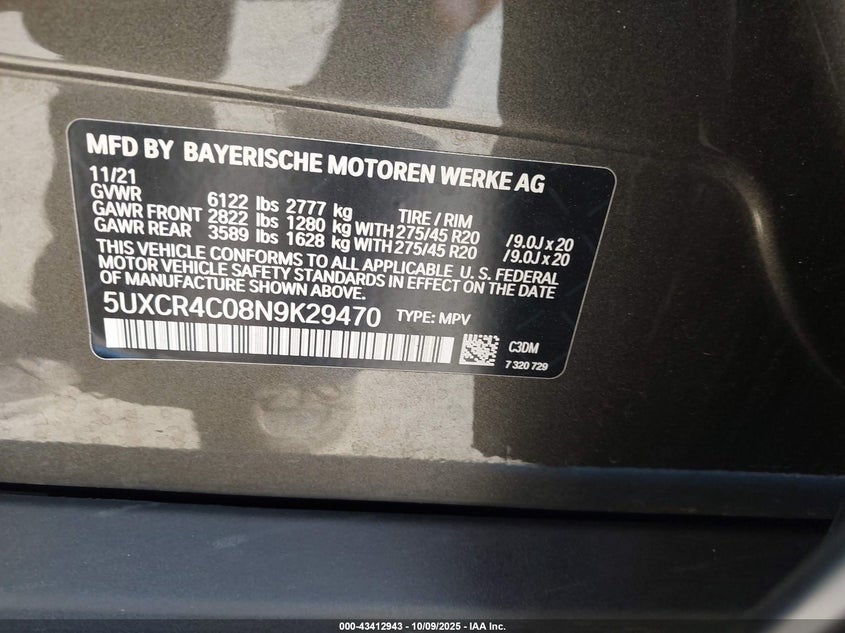 MFD BY BAYERISCHE MOTOREN WERKE AG
11/21
GVWR 6122 lbs 2777 kg TIRE / RIM
GAWR FRONT 2822 lbs 1280 kg WITH 275/45 R20 /9.0J x 20
GAWR REAR 3589 lbs 1628 kg WITH 275/45 R20 /9.0J x 20
THIS VEHICLE CONFORMS TO ALL APPLICABLE U. S. FEDERAL
MOTOR VEHICLE SAFETY STANDARDS IN EFFECT ON THE DATE
OF MANUFACTURE SHOWN ABOVE.
5UXCR4C08N9K29470 TYPE: MPV
C3DM
7 320 729
000-43412943 - 10/09/2025 - IAA Inc.